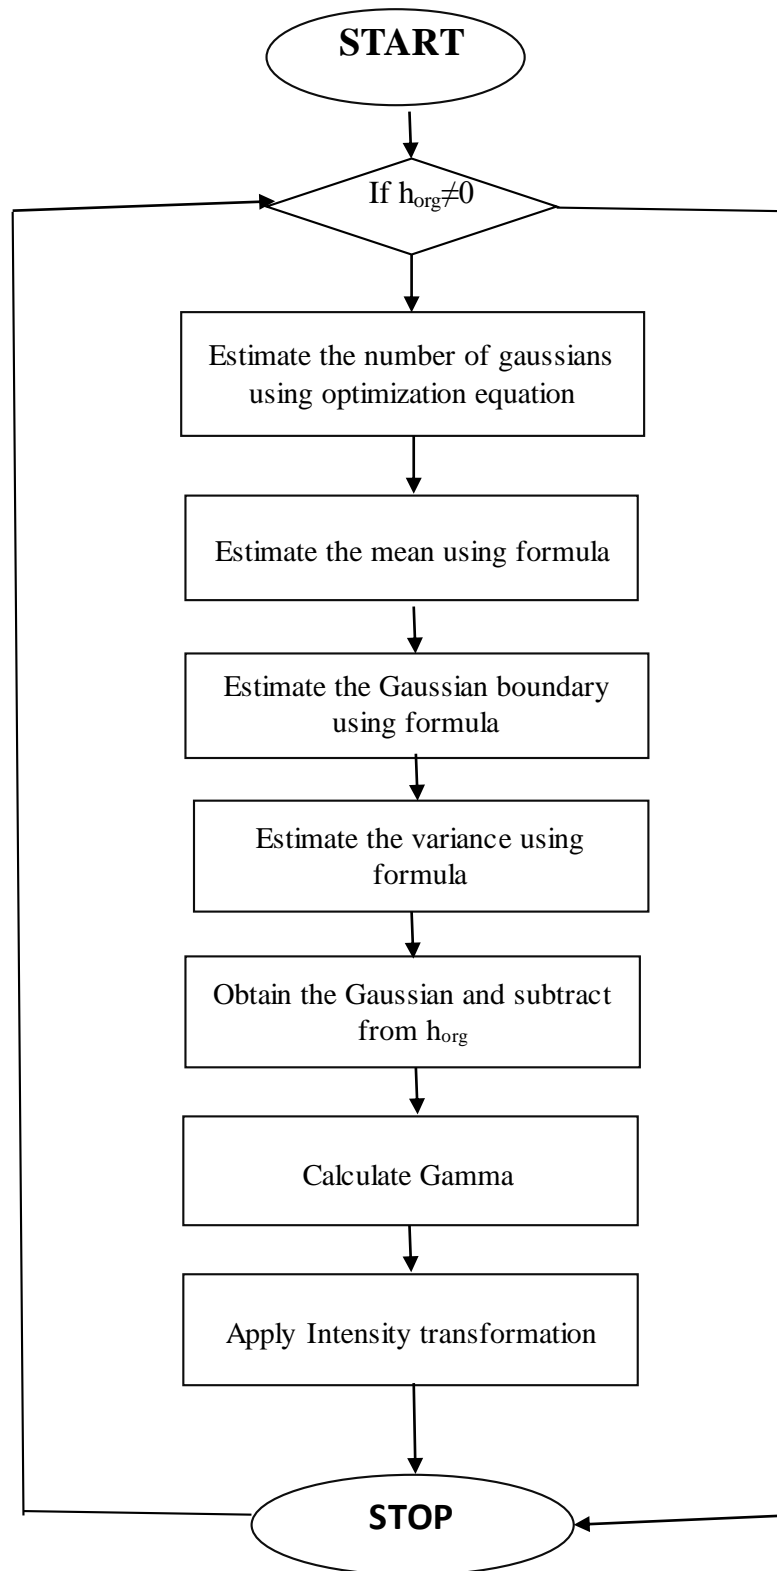 START
If horg≠0
Estimate the number of gaussians
using optimization equation
Estimate the mean using formula
Estimate the Gaussian boundary
using formula
Estimate the variance using
formula
Obtain the Gaussian and subtract
from horg
Calculate Gamma
Apply Intensity transformation
STOP